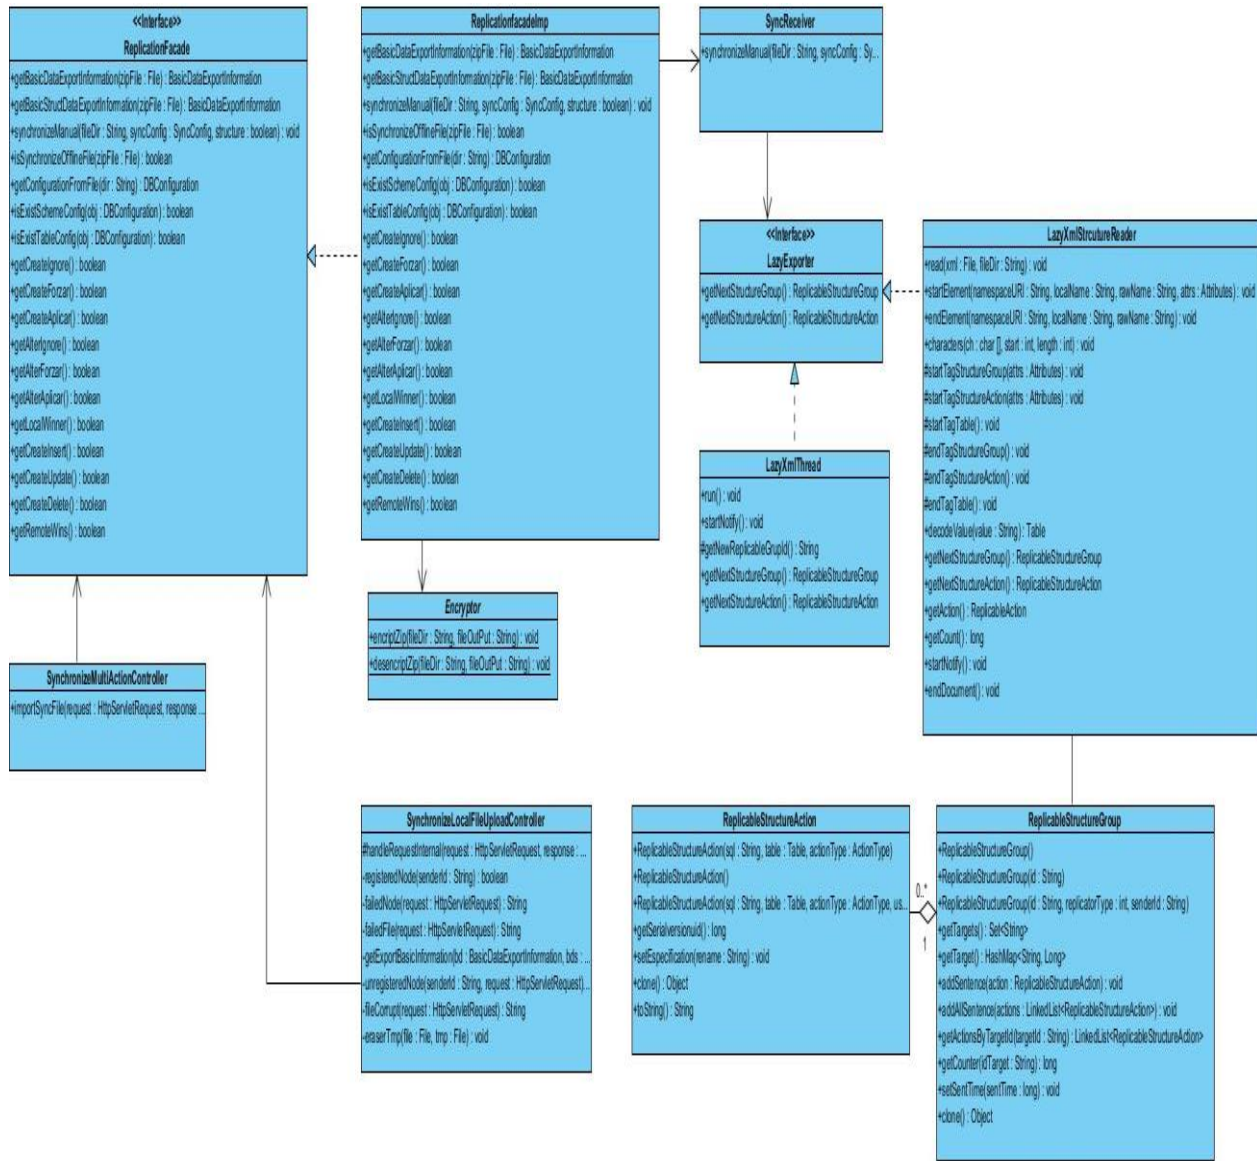 <<Interface>>
ReplicationFacade
+getBasicDataExportInformation(zipFile : File) : BasicDataExportInformation
+getBasicStructDataExportInformation(zipFile : File) : BasicDataExportInformation
+synchronizeManual(fileDir : String, syncConfig : SyncConfig, structure : boolean) : void
+isSynchronizeOfflineFile(zipFile : File) : boolean
+getConfigurationFromFile(dir : String) : DBConfiguration
+isExistSchemeConfig(obj : DBConfiguration) : boolean
+isExistTableConfig(obj : DBConfiguration) : boolean
+getCreateIgnore() : boolean
+getCreateForzar() : boolean
+getCreateAplicar() : boolean
+getAlterIgnore() : boolean
+getAlterForzar() : boolean
+getAlterAplicar() : boolean
+getLocalWinner() : boolean
+getCreateInsert() : boolean
+getCreateUpdate() : boolean
+getCreateDelete() : boolean
+getRemoteWins() : boolean
ReplicationfacadeImp
+getBasicDataExportInformation(zipFile : File) : BasicDataExportInformation
+getBasicStructDataExportInformation(zipFile : File) : BasicDataExportInformation
+synchronizeManual(fileDir : String, syncConfig : SyncConfig, structure : boolean) : void
+isSynchronizeOfflineFile(zipFile : File) : boolean
+getConfigurationFromFile(dir : String) : DBConfiguration
+isExistSchemeConfig(obj : DBConfiguration) : boolean
+isExistTableConfig(obj : DBConfiguration) : boolean
+getCreateIgnore() : boolean
+getCreateForzar() : boolean
+getCreateAplicar() : boolean
+getAlterIgnore() : boolean
+getAlterForzar() : boolean
+getAlterAplicar() : boolean
+getLocalWinner() : boolean
+getCreateInsert() : boolean
+getCreateUpdate() : boolean
+getCreateDelete() : boolean
+getRemoteWins() : boolean
SyncReceiver
+synchronizeManual(fileDir : String, syncConfig : Sy...
<<Interface>>
LazyExporter
+getNextStructureGroup() : ReplicableStructureGroup
+getNextStructureAction() : ReplicableStructureAction
LazyXmlStrcutureReader
+read(xml : File, fileDir : String) : void
+startElement(namespaceURI : String, localName : String, rawName : String, attrs : Attributes) : void
+endElement(namespaceURI : String, localName : String, rawName : String) : void
+characters(ch : char [], start : int, length : int) : void
#startTagStructureGroup(attrs : Attributes) : void
#startTagStructureAction(attrs : Attributes) : void
#startTagTable() : void
#endTagStructureGroup() : void
#endTagStructureAction() : void
#endTagTable() : void
+decodeValue(value : String) : Table
+getNextStructureGroup() : ReplicableStructureGroup
+getNextStructureAction() : ReplicableStructureAction
+getAction() : ReplicableAction
+getCount() : long
+startNotify() : void
+endDocument() : void
LazyXmlThread
+run() : void
+startNotify() : void
#getNewReplicableGrupId() : String
+getNextStructureGroup() : ReplicableStructureGroup
+getNextStructureAction() : ReplicableStructureAction
Encryptor
+encriptZip(fileDir : String, fileOutPut : String) : void
+desencriptZip(fileDir : String, fileOutPut : String) : void
SynchronizeMultiActionController
+importSyncFile(request : HttpServletRequest, response ...
SynchronizeLocalFileUploadController
#handleRequestInternal(request : HttpServletRequest, response : ...
-registeredNode(senderId : String) : boolean
-failedNode(request : HttpServletRequest) : String
-failedFile(request : HttpServletRequest) : String
-getExportBasicInformation(bd : BasicDataExportInformation, bds : ...
-unregisteredNode(senderId : String, request : HttpServletRequest)...
-fileCorrupt(request : HttpServletRequest) : String
-eraserTmp(file : File, tmp : File) : void
ReplicableStructureAction
+ReplicableStructureAction(sql : String, table : Table, actionType : ActionType)
+ReplicableStructureAction()
+ReplicableStructureAction(sql : String, table : Table, actionType : ActionType, us...
+getSerialversionuid() : long
+setEspecification(rename : String) : void
+clone() : Object
+toString() : String
0..*
1
ReplicableStructureGroup
+ReplicableStructureGroup()
+ReplicableStructureGroup(id : String)
+ReplicableStructureGroup(id : String, replicatorType : int, senderId : String)
+getTargets() : Set<String>
+getTarget() : HashMap<String, Long>
+addSentence(action : ReplicableStructureAction) : void
+addAllSentence(actions : LinkedList<ReplicableStructureAction>) : void
+getActionsByTargetId(targetId : String) : LinkedList<ReplicableStructureAction>
+getCounter(idTarget : String) : long
+setSentTime(sentTime : long) : void
+clone() : Object